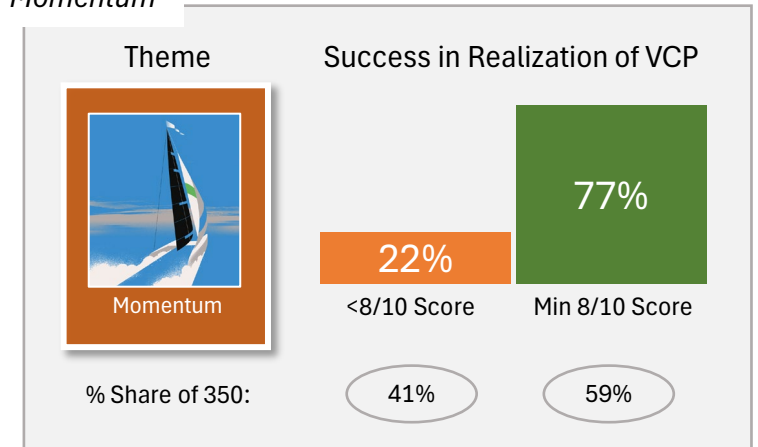 Momentum
Theme
Success in Realization of VCP
77%
22%
Momentum
<8/10 Score
Min 8/10 Score
% Share of 350:
41%
59%